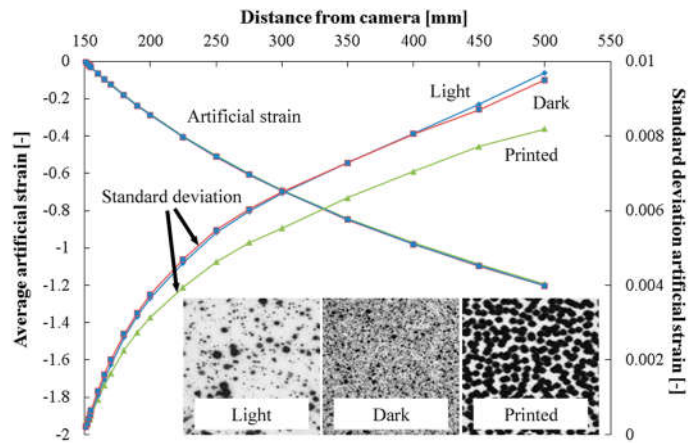 Distance from camera [mm]
150 200 250 300 350 400 450 500 550
0 0.01
-0.2
-0.4 0.008
-0.6
-0.8 0.006
-1
-1.2 0.004
-1.4
-1.6 0.002
-1.8
-2 0
Average artificial strain [-]
Standard deviation artificial strain [-]
Light
Dark
Printed
Artificial strain
Standard deviation
Light Dark Printed